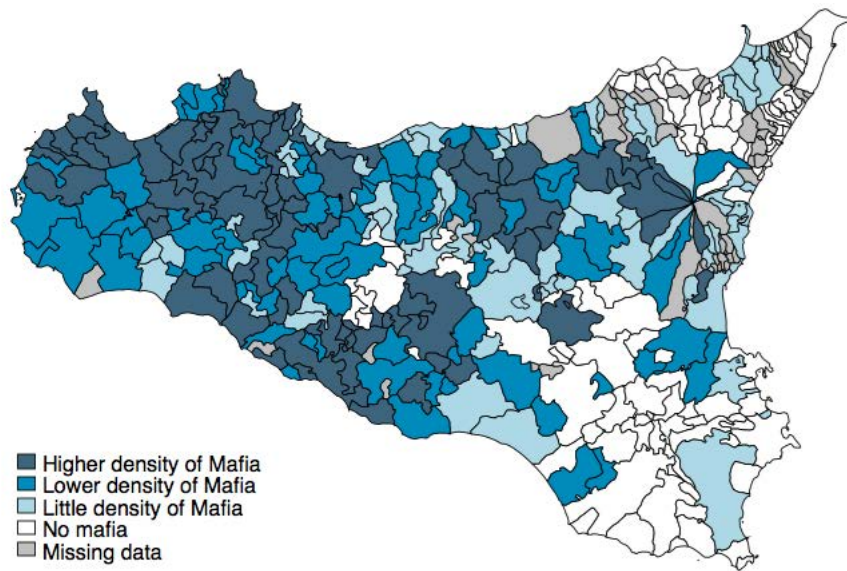 Higher density of Mafia
Lower density of Mafia
Little density of Mafia
No mafia
Missing data